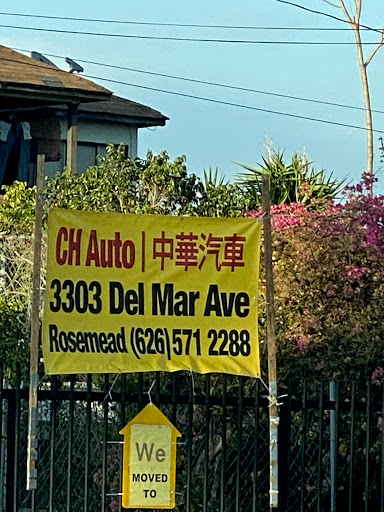 CH Auto | 中華汽車
3303 Del Mar Ave
Rosemead (626) 571 2288
We
MOVED
TO